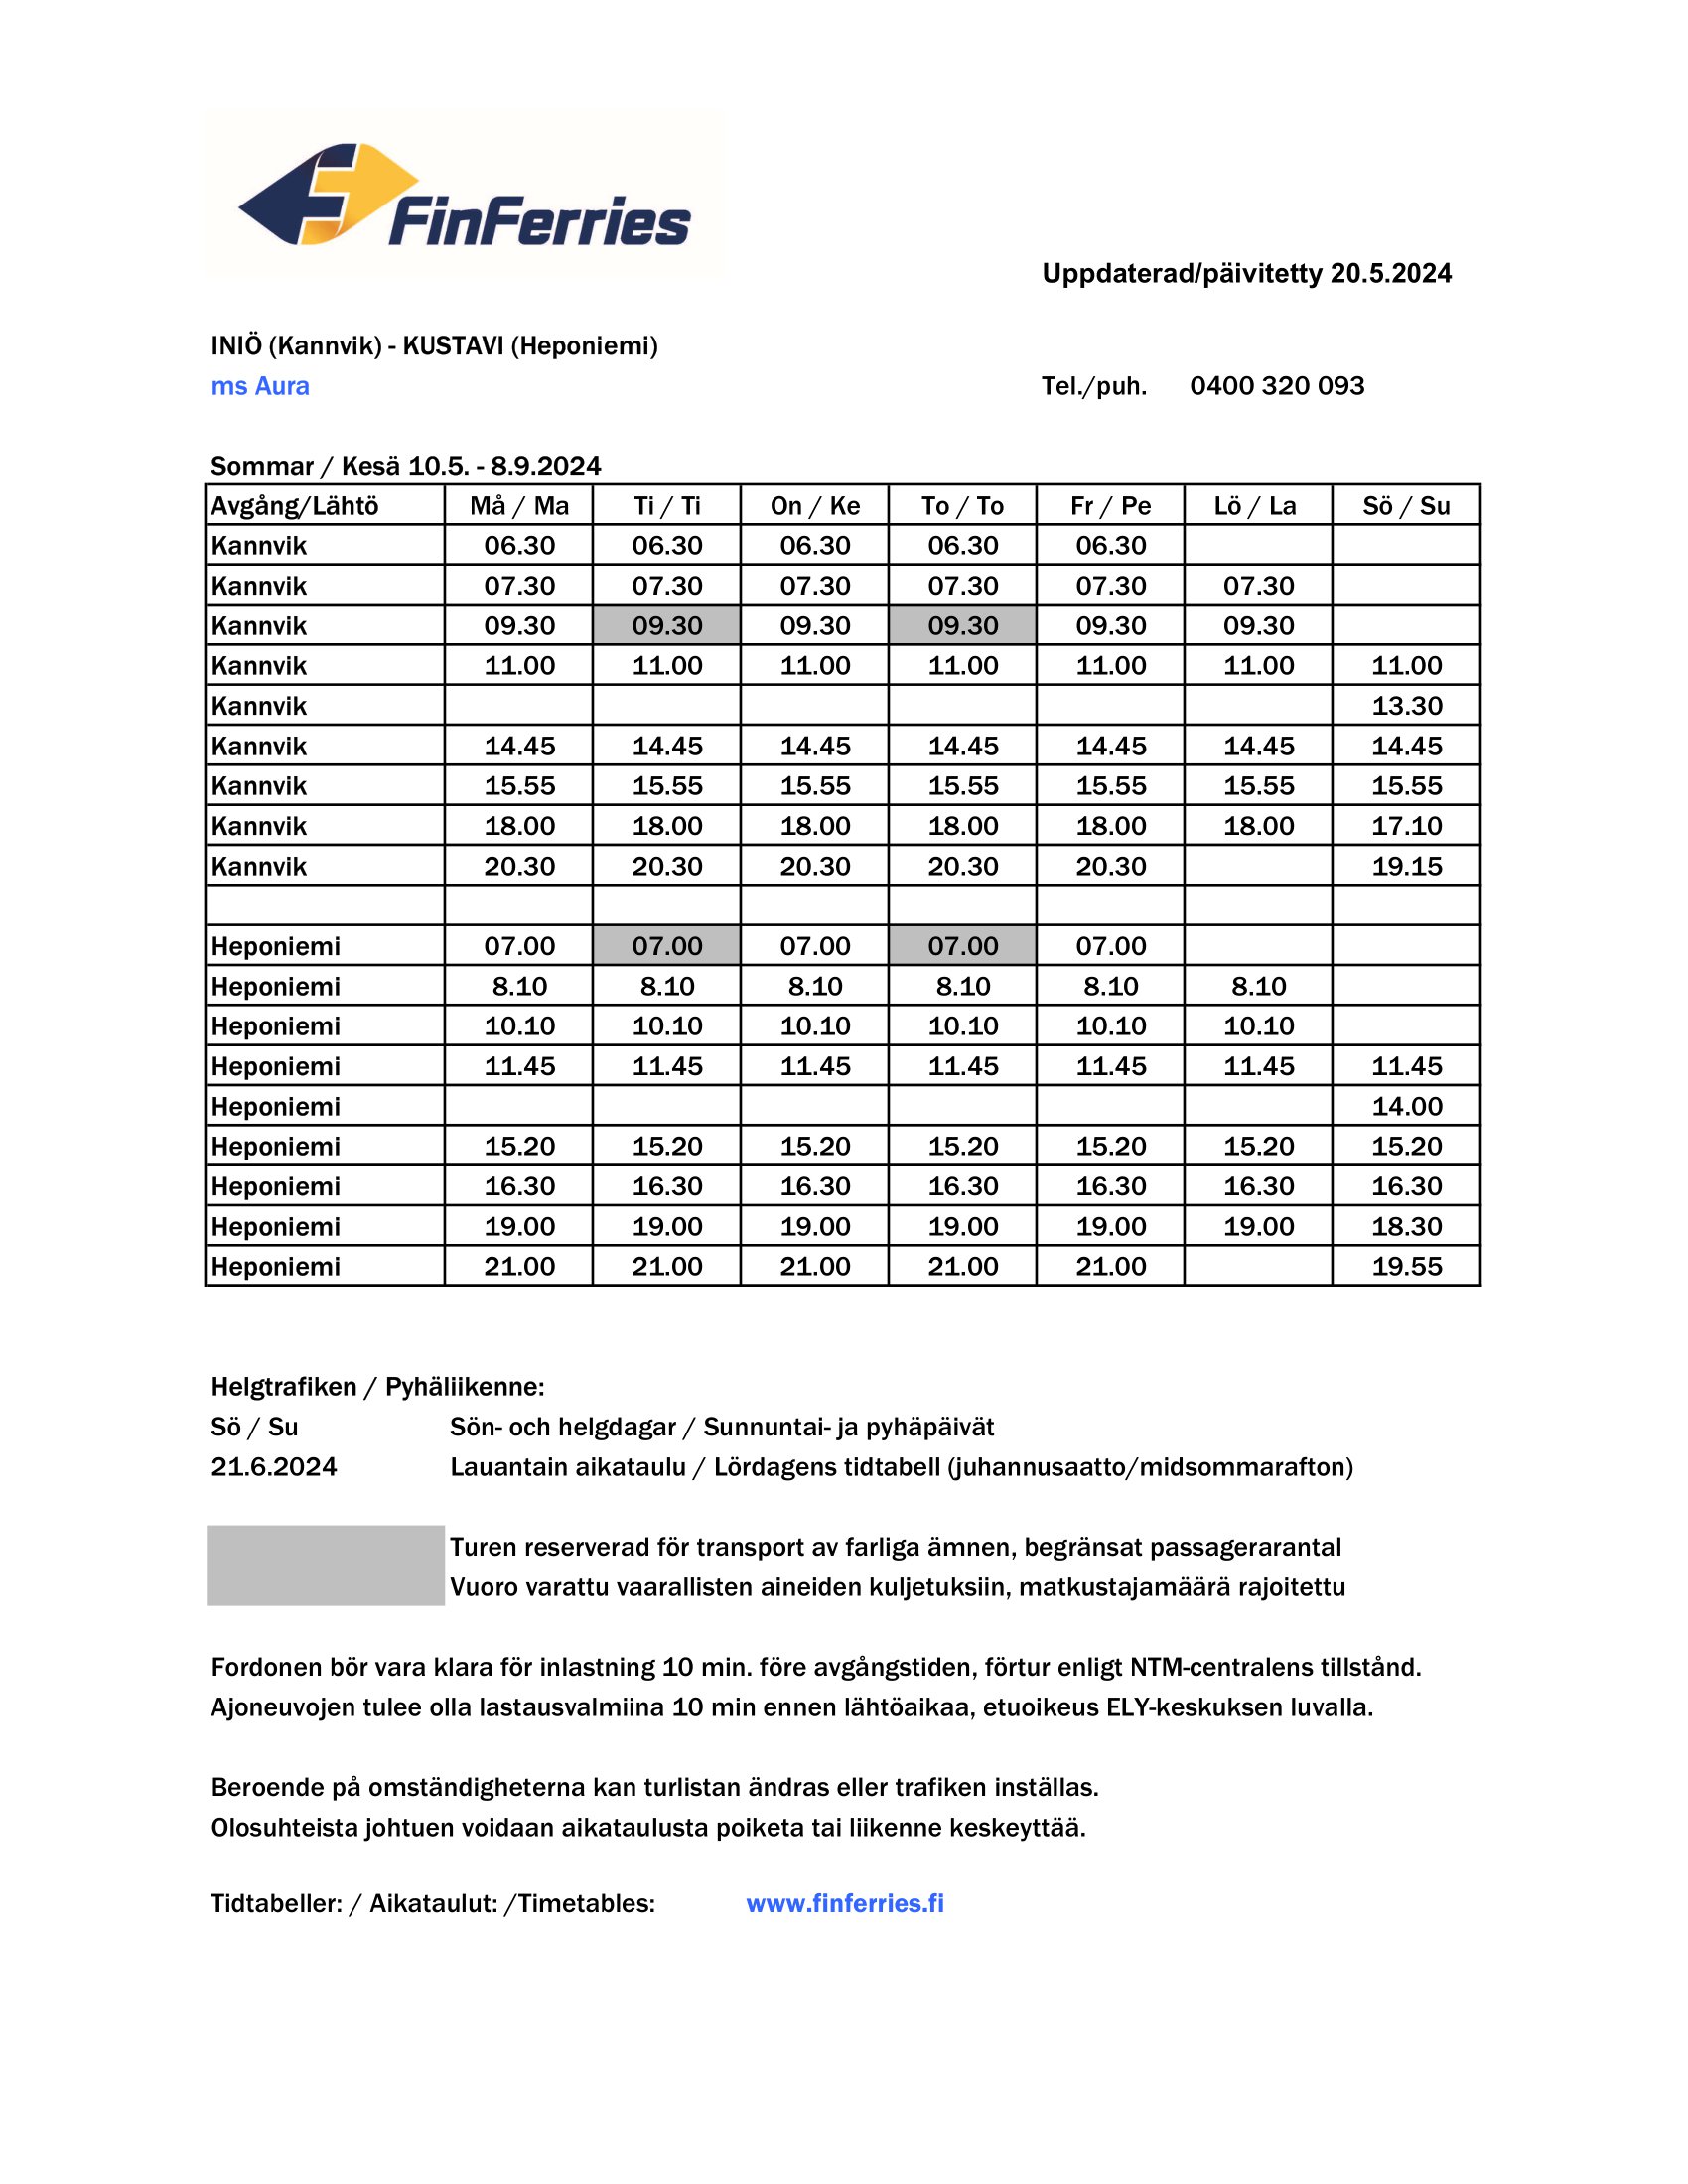 FinFerries
Uppdaterad/päivitetty 20.5.2024
INIÖ (Kannvik) - KUSTAVI (Heponiemi)
ms Aura Tel./puh. 0400 320 093
Sommar / Kesä 10.5. - 8.9.2024
Avgång/Lähtö Må / Ma Ti / Ti On / Ke To / To Fr / Pe Lö / La Sö / Su
Kannvik 06.30 06.30 06.30 06.30 06.30
Kannvik 07.30 07.30 07.30 07.30 07.30 07.30
Kannvik 09.30 09.30 09.30 09.30 09.30 09.30
Kannvik 11.00 11.00 11.00 11.00 11.00 11.00 11.00
Kannvik 13.30
Kannvik 14.45 14.45 14.45 14.45 14.45 14.45 14.45
Kannvik 15.55 15.55 15.55 15.55 15.55 15.55 15.55
Kannvik 18.00 18.00 18.00 18.00 18.00 18.00 17.10
Kannvik 20.30 20.30 20.30 20.30 20.30 19.15
Heponiemi 07.00 07.00 07.00 07.00 07.00
Heponiemi 8.10 8.10 8.10 8.10 8.10 8.10
Heponiemi 10.10 10.10 10.10 10.10 10.10 10.10
Heponiemi 11.45 11.45 11.45 11.45 11.45 11.45 11.45
Heponiemi 14.00
Heponiemi 15.20 15.20 15.20 15.20 15.20 15.20 15.20
Heponiemi 16.30 16.30 16.30 16.30 16.30 16.30 16.30
Heponiemi 19.00 19.00 19.00 19.00 19.00 19.00 18.30
Heponiemi 21.00 21.00 21.00 21.00 21.00 19.55
Helgtrafiken / Pyhäliikenne:
Sö / Su Sön- och helgdagar / Sunnuntai- ja pyhäpäivät
21.6.2024 Lauantain aikataulu / Lördagens tidtabell (juhannusaatto/midsommarafton)
Turen reserverad för transport av farliga ämnen, begränsat passagerarantal
Vuoro varattu vaarallisten aineiden kuljetuksiin, matkustajamäärä rajoitettu
Fordonen bör vara klara för inlastning 10 min. före avgångstiden, förtur enligt NTM-centralens tillstånd.
Ajoneuvojen tulee olla lastausvalmiina 10 min ennen lähtöaikaa, etuoikeus ELY-keskuksen luvalla.
Beroende på omständigheterna kan turlistan ändras eller trafiken inställas.
Olosuhteista johtuen voidaan aikataulusta poiketa tai liikenne keskeyttää.
Tidtabeller: / Aikataulut: /Timetables: www.finferries.fi